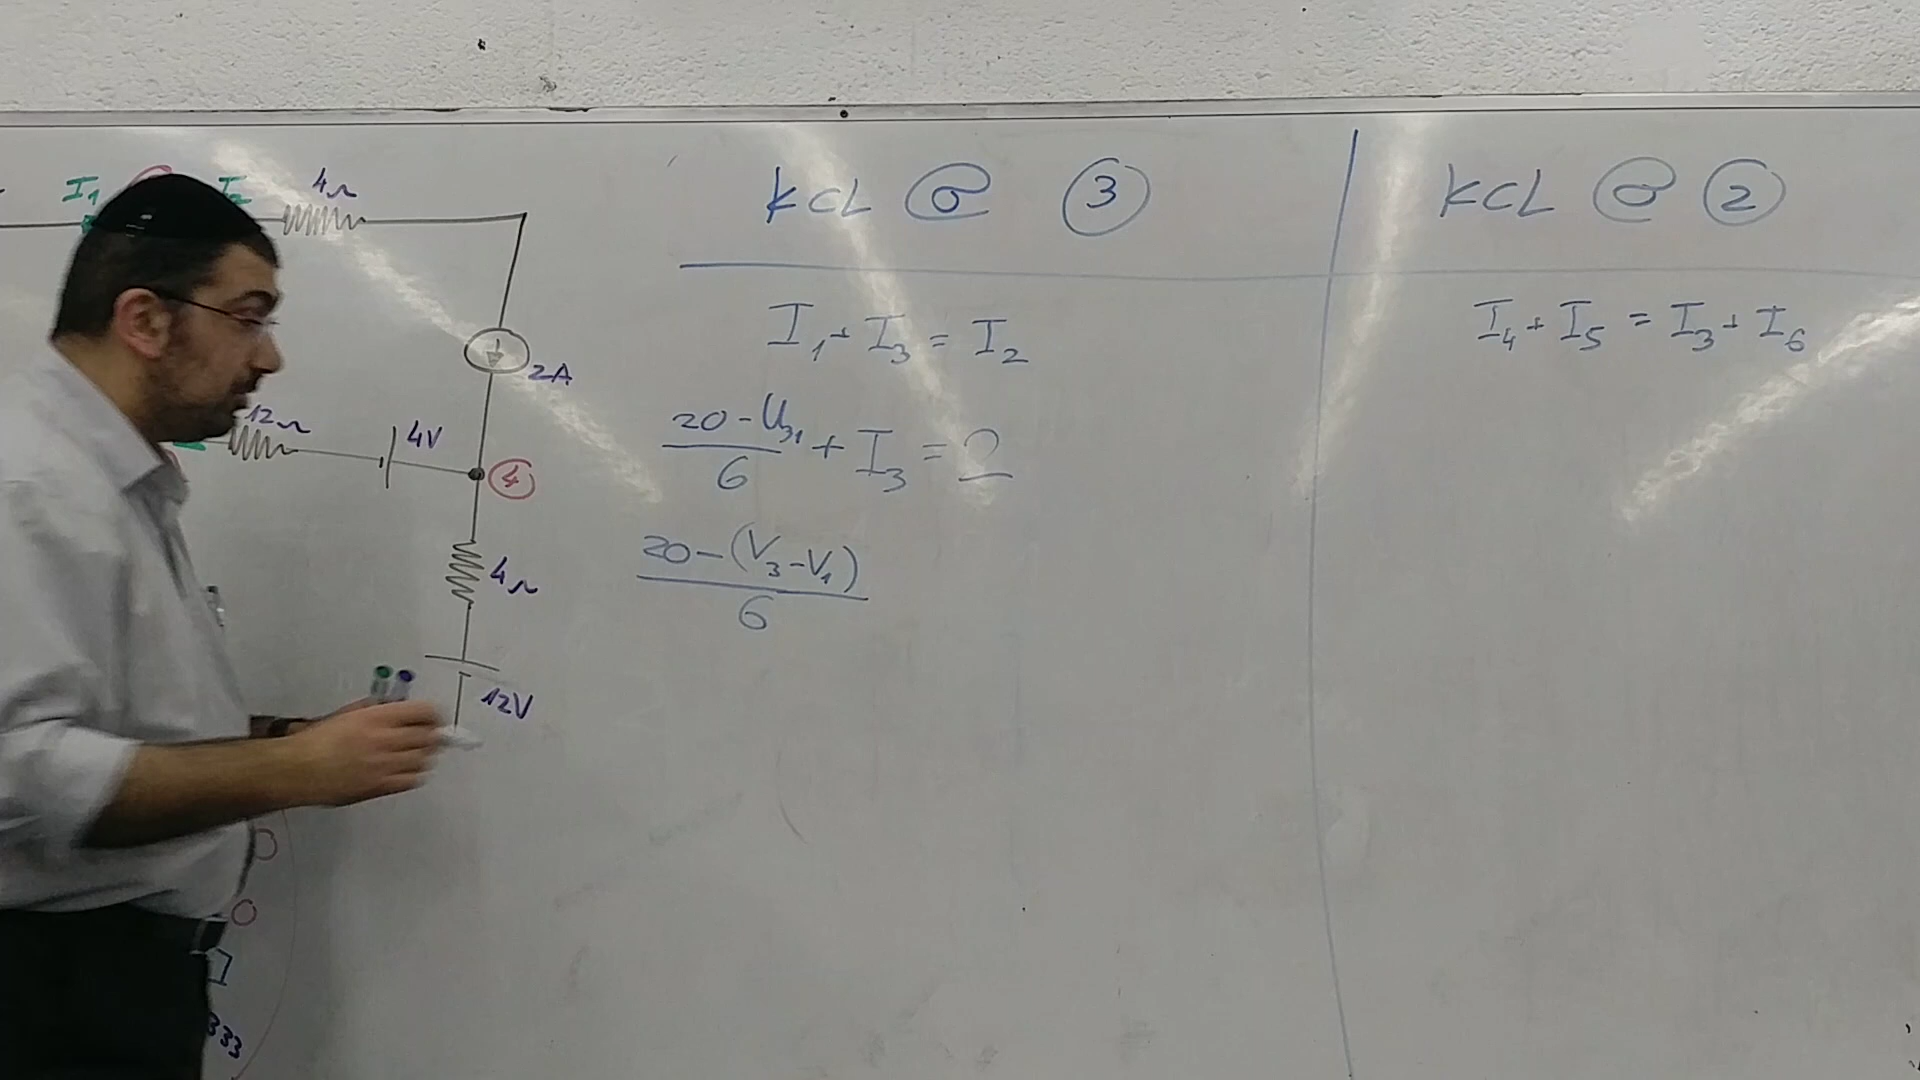 I1
I2
4Ω
2A
12Ω
4V
4
4Ω
12V
333
KCL @ 3
I1 + I3 = I2
20 - U31 / 6 + I3 = 2
20 - (V3 - V1) / 6
KCL @ 2
I4 + I5 = I3 + I6